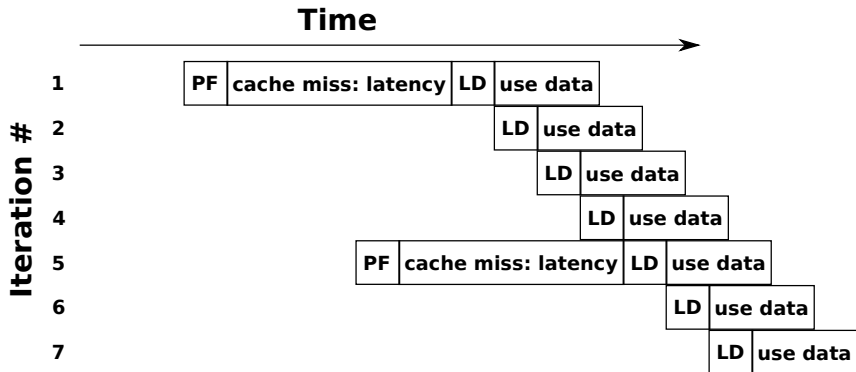 Time
Iteration #
1 PF cache miss: latency LD use data
2 LD use data
3 LD use data
4 LD use data
5 PF cache miss: latency LD use data
6 LD use data
7 LD use data